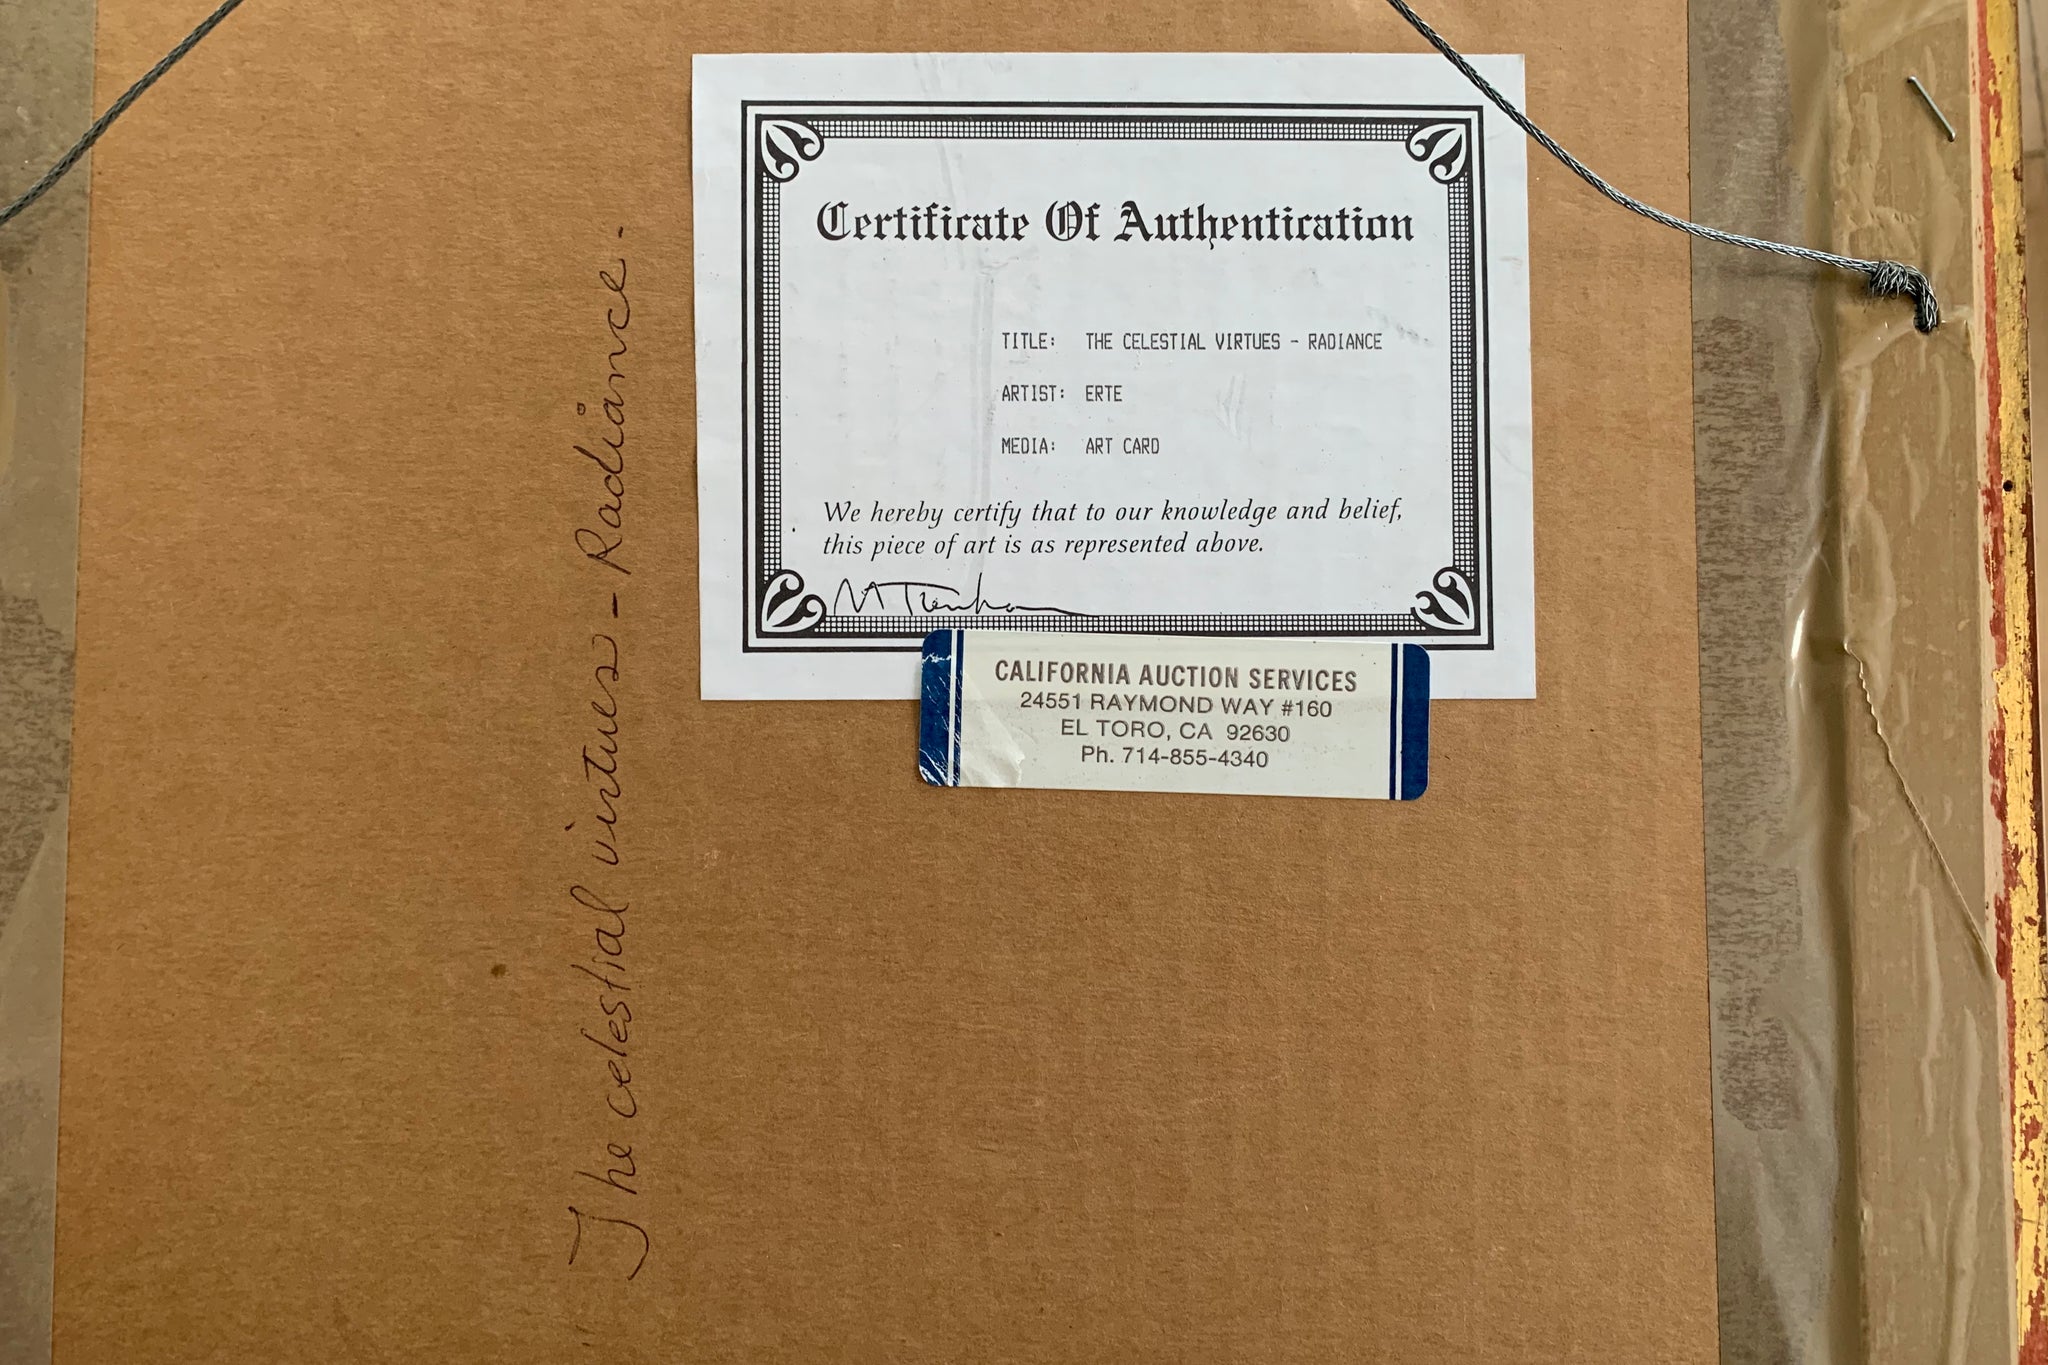 Certificate Of Authentication
TITLE: THE CELESTIAL VIRTUES - RADIANCE
ARTIST: ERTE
MEDIA: ART CARD
We hereby certify that to our knowledge and belief,
this piece of art is as represented above.
CALIFORNIA AUCTION SERVICES
24551 RAYMOND WAY #160
EL TORO, CA 92630
Ph. 714-855-4340
The celestial virtues - Radiance.